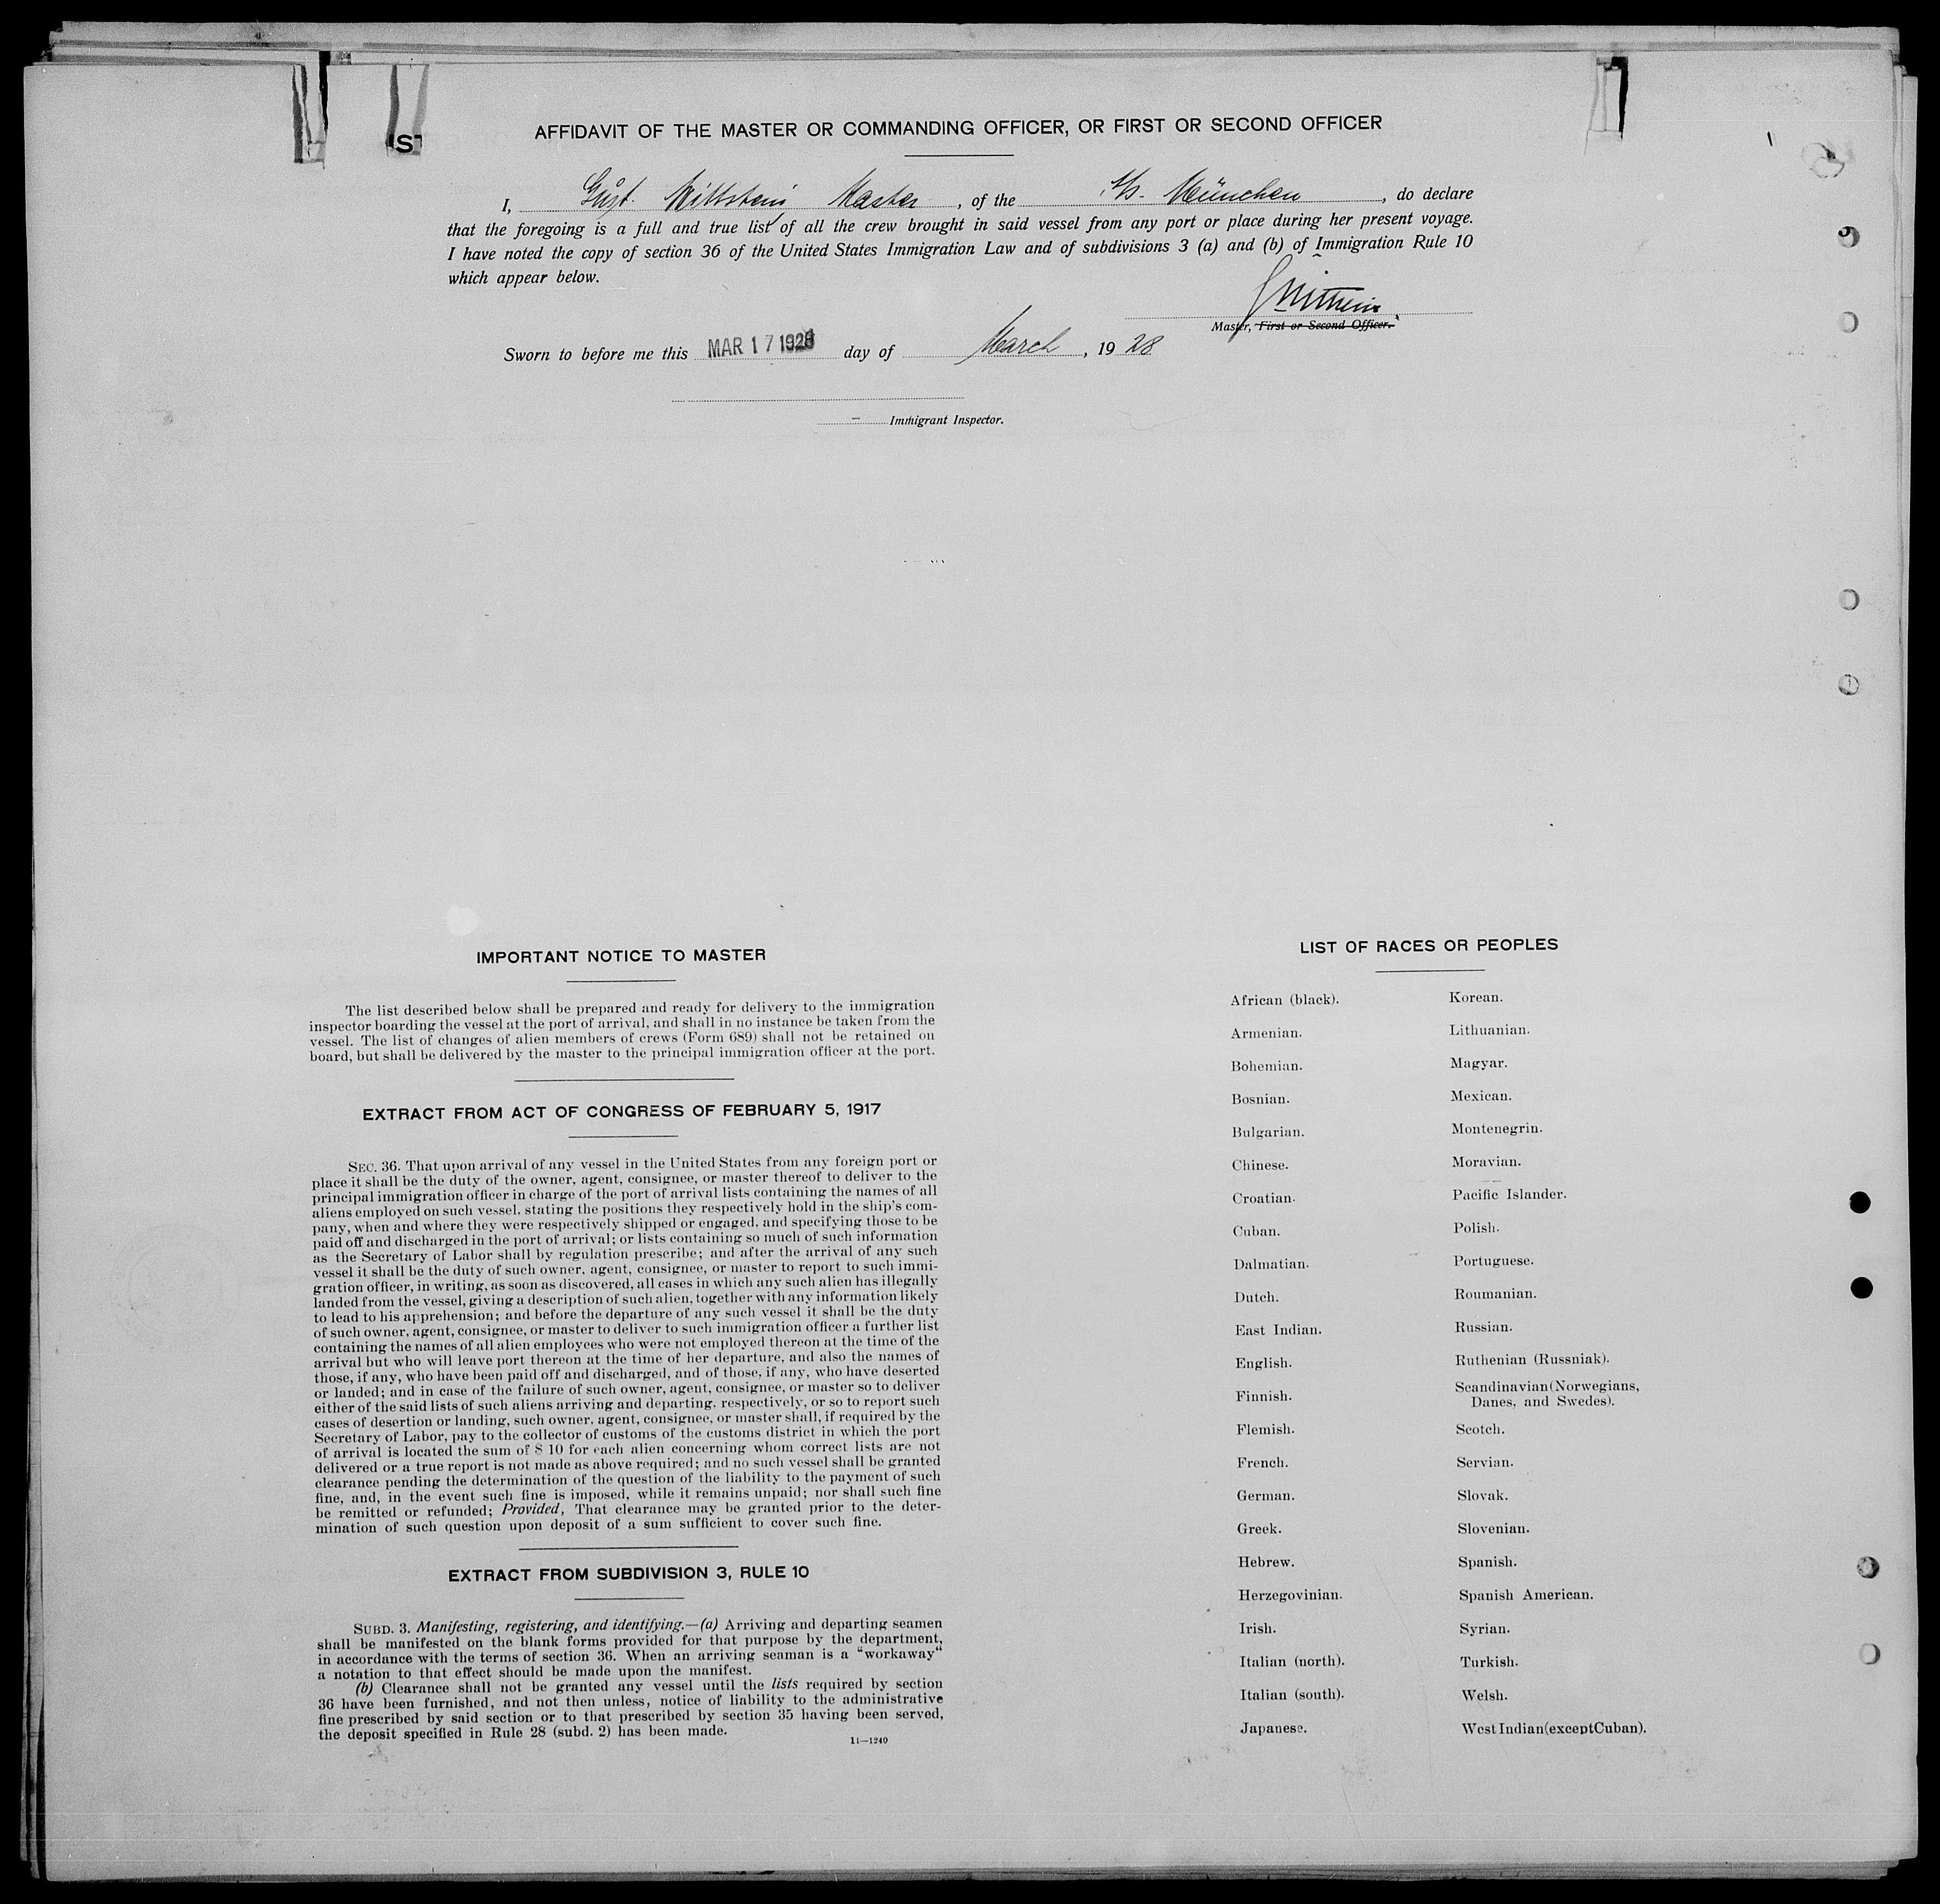 AFFIDAVIT OF THE MASTER OR COMMANDING OFFICER, OR FIRST OR SECOND OFFICER
I, Gust. Wittstein Master, of the S/s. München, do declare
that the foregoing is a full and true list of all the crew brought in said vessel from any port or place during her present voyage.
I have noted the copy of section 36 of the United States Immigration Law and of subdivisions 3 (a) and (b) of Immigration Rule 10
which appear below.
Master, First or Second Officer.
Sworn to before me this MAR 17 1928 day of March, 19 28
Immigrant Inspector.
IMPORTANT NOTICE TO MASTER
The list described below shall be prepared and ready for delivery to the immigration
inspector boarding the vessel at the port of arrival, and shall in no instance be taken from the
vessel. The list of changes of alien members of crews (Form 689) shall not be retained on
board, but shall be delivered by the master to the principal immigration officer at the port.
EXTRACT FROM ACT OF CONGRESS OF FEBRUARY 5, 1917
SEC. 36. That upon arrival of any vessel in the United States from any foreign port or
place it shall be the duty of the owner, agent, consignee, or master thereof to deliver to the
principal immigration officer in charge of the port of arrival lists containing the names of all
aliens employed on such vessel, stating the positions they respectively hold in the ship's com-
pany, when and where they were respectively shipped or engaged, and specifying those to be
paid off and discharged in the port of arrival; or lists containing so much of such information
as the Secretary of Labor shall by regulation prescribe; and after the arrival of any such
vessel it shall be the duty of such owner, agent, consignee, or master to report to such immi-
gration officer, in writing, as soon as discovered, all cases in which any such alien has illegally
landed from the vessel, giving a description of such alien, together with any information likely
to lead to his apprehension; and before the departure of any such vessel it shall be the duty
of such owner, agent, consignee, or master to deliver to such immigration officer a further list
containing the names of all alien employees who were not employed thereon at the time of the
arrival but who will leave port thereon at the time of her departure, and also the names of
those, if any, who have been paid off and discharged, and of those, if any, who have deserted
or landed; and in case of the failure of such owner, agent, consignee, or master so to deliver
either of the said lists of such aliens arriving and departing, respectively, or so to report such
cases of desertion or landing, such owner, agent, consignee, or master shall, if required by the
Secretary of Labor, pay to the collector of customs of the customs district in which the port
of arrival is located the sum of $ 10 for each alien concerning whom correct lists are not
delivered or a true report is not made as above required; and no such vessel shall be granted
clearance pending the determination of the question of the liability to the payment of such
fine, and, in the event such fine is imposed, while it remains unpaid; nor shall such fine
be remitted or refunded; Provided, That clearance may be granted prior to the deter-
mination of such question upon deposit of a sum sufficient to cover such fine.
EXTRACT FROM SUBDIVISION 3, RULE 10
SUBD. 3. Manifesting, registering, and identifying.—(a) Arriving and departing seamen
shall be manifested on the blank forms provided for that purpose by the department,
in accordance with the terms of section 36. When an arriving seaman is a "workaway"
a notation to that effect should be made upon the manifest.
(b) Clearance shall not be granted any vessel until the lists required by section
36 have been furnished, and not then unless, notice of liability to the administrative
fine prescribed by said section or to that prescribed by section 35 having been served,
the deposit specified in Rule 28 (subd. 2) has been made.
11—1240
LIST OF RACES OR PEOPLES
African (black).
Armenian.
Bohemian.
Bosnian.
Bulgarian.
Chinese.
Croatian.
Cuban.
Dalmatian.
Dutch.
East Indian.
English.
Finnish.
Flemish.
French.
German.
Greek.
Hebrew.
Herzegovinian.
Irish.
Italian (north).
Italian (south).
Japanese.
Korean.
Lithuanian.
Magyar.
Mexican.
Montenegrin.
Moravian.
Pacific Islander.
Polish.
Portuguese.
Roumanian.
Russian.
Ruthenian (Russniak).
Scandinavian (Norwegians,
Danes, and Swedes).
Scotch.
Servian.
Slovak.
Slovenian.
Spanish.
Spanish American.
Syrian.
Turkish.
Welsh.
West Indian (except Cuban).